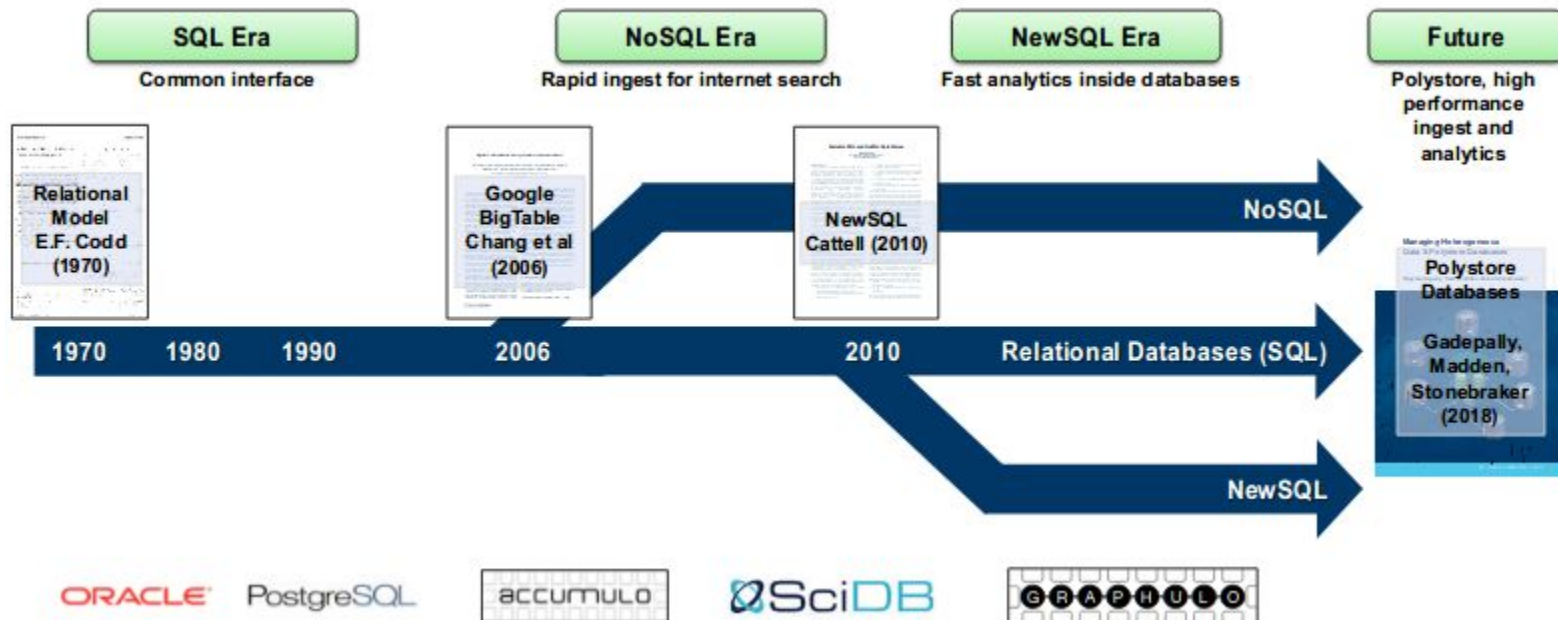 SQL Era
Common interface
NoSQL Era
Rapid ingest for internet search
NewSQL Era
Fast analytics inside databases
Future
Polystore, high
performance
ingest and
analytics
Relational
Model
E.F. Codd
(1970)
Google
BigTable
Chang et al
(2006)
NewSQL
Cattell (2010)
NoSQL
Managing Heterogeneous
Polystore
Databases
Gadepally,
Madden,
Stonebraker
(2018)
1970
1980
1990
2006
2010
Relational Databases (SQL)
NewSQL
ORACLE
PostgreSQL
accumulo
SciDB
GRAPHULO